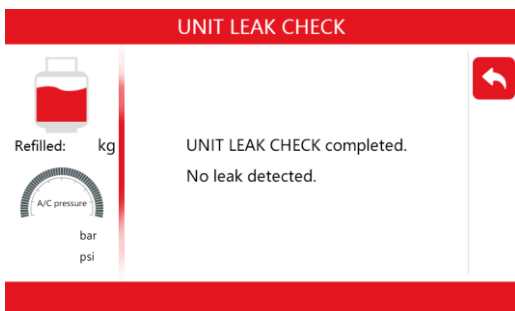 UNIT LEAK CHECK
Refilled: kg
A/C pressure
bar
psi
UNIT LEAK CHECK completed.
No leak detected.